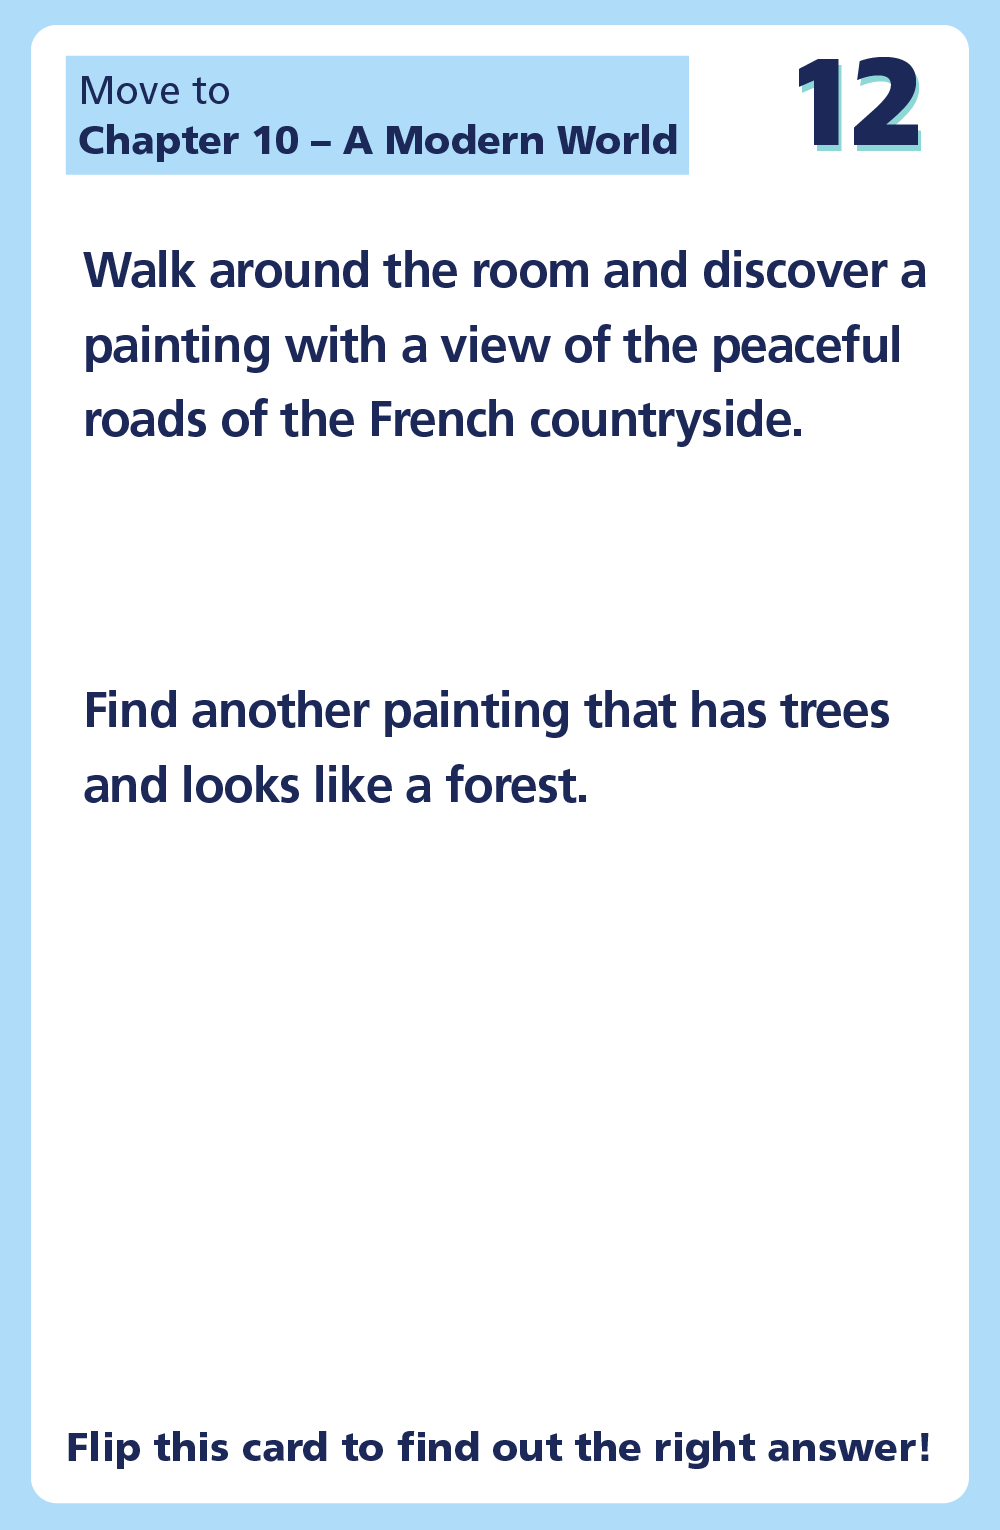 Move to
Chapter 10 – A Modern World
12
Walk around the room and discover a
painting with a view of the peaceful
roads of the French countryside.
Find another painting that has trees
and looks like a forest.
Flip this card to find out the right answer!